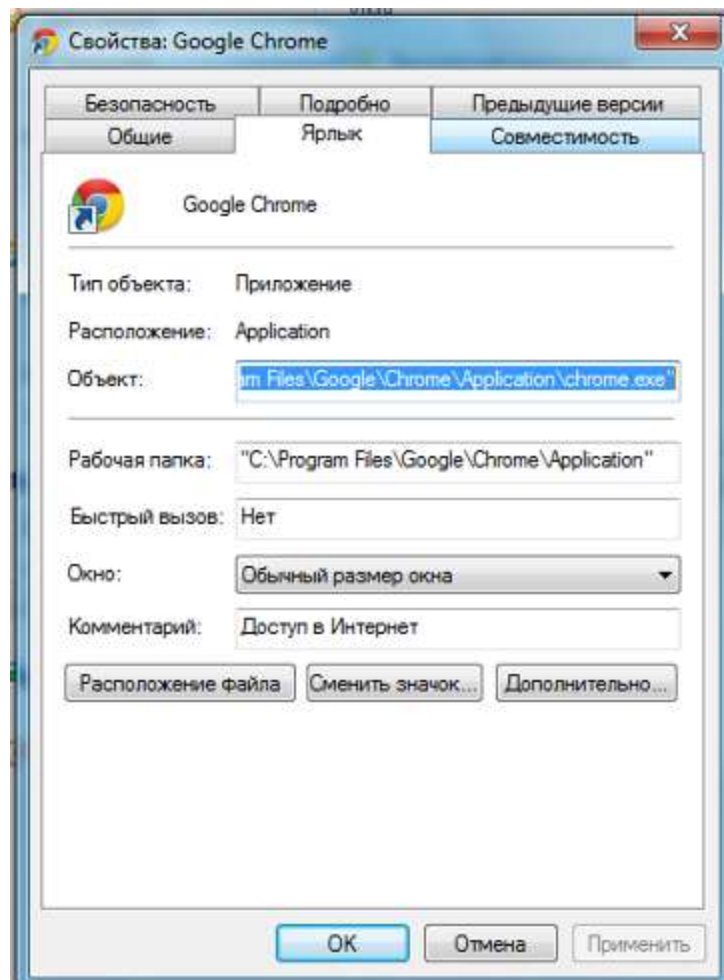 Свойства: Google Chrome
Безопасность Подробно Предыдущие версии
Общие Ярлык Совместимость
Google Chrome
Тип объекта: Приложение
Расположение: Application
Объект: am Files\Google\Chrome\Application\chrome.exe"
Рабочая папка: "C:\Program Files\Google\Chrome\Application"
Быстрый вызов: Нет
Окно: Обычный размер окна
Комментарий: Доступ в Интернет
Расположение файла Сменить значок... Дополнительно...
OK Отмена Применить